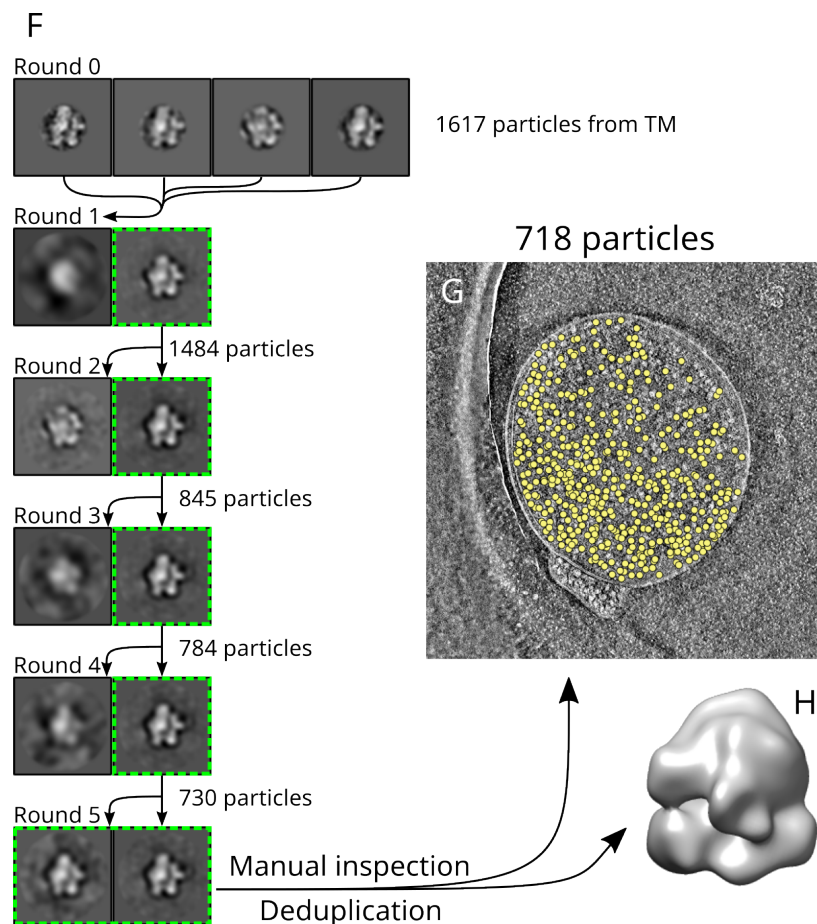 F
Round 0
1617 particles from TM
Round 1
718 particles
G
1484 particles
Round 2
845 particles
Round 3
784 particles
Round 4
H
730 particles
Round 5
Manual inspection
Deduplication